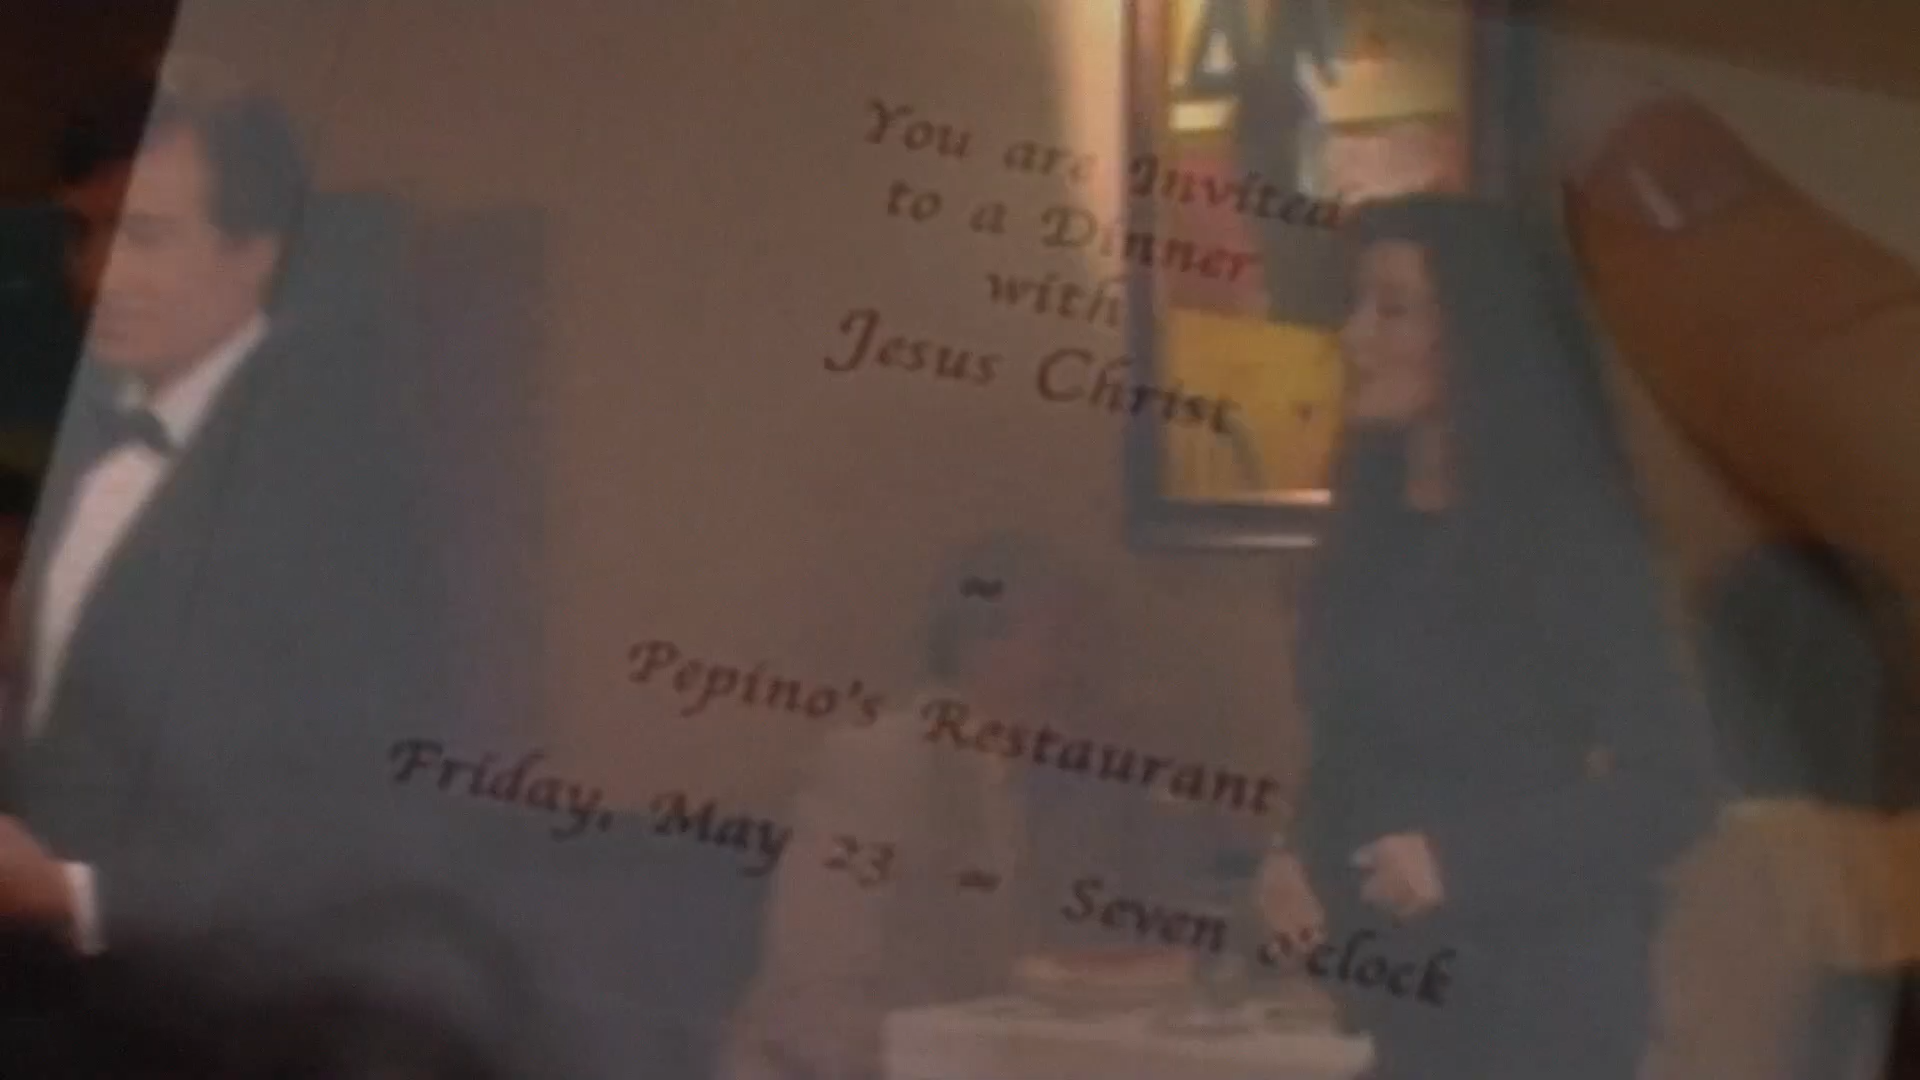 You are Invited
to a Dinner
with
Jesus Christ
~
Pepino's Restaurant
Friday, May 23 ~ Seven o'clock